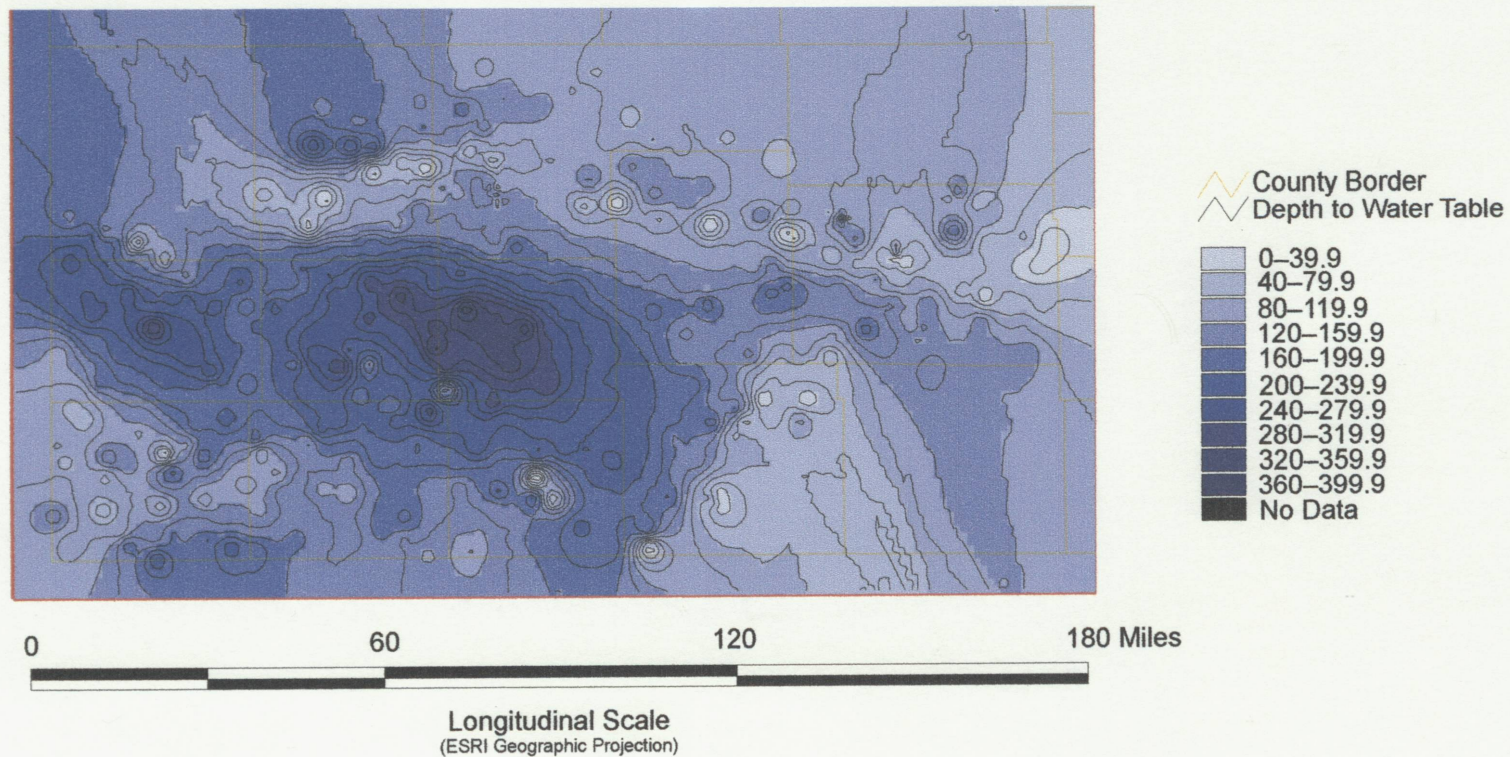 County Border
Depth to Water Table
0–39.9
40–79.9
80–119.9
120–159.9
160–199.9
200–239.9
240–279.9
280–319.9
320–359.9
360–399.9
No Data
0 60 120 180 Miles
Longitudinal Scale
(ESRI Geographic Projection)